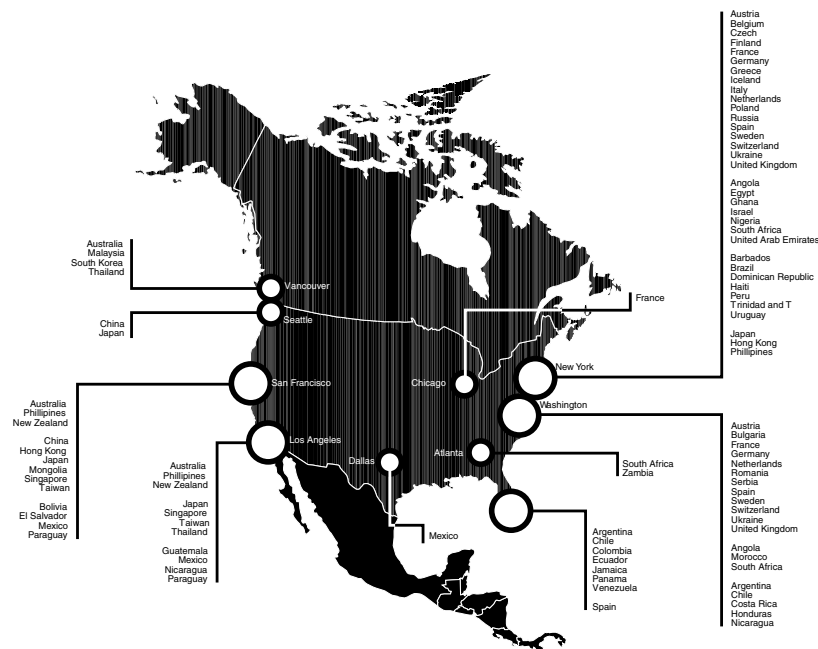 Austria
Belgium
Czech
Finland
France
Germany
Greece
Iceland
Italy
Netherlands
Poland
Russia
Spain
Sweden
Switzerland
Ukraine
United Kingdom
Angola
Egypt
Ghana
Israel
Nigeria
South Africa
United Arab Emirates
Barbados
Brazil
Dominican Republic
Haiti
Peru
Trinidad and T
Uruguay
Japan
Hong Kong
Phillipines
Australia
Malaysia
South Korea
Thailand
Vancouver
France
China
Japan
Seattle
New York
San Francisco
Chicago
Washington
Australia
Phillipines
New Zealand
China
Hong Kong
Japan
Mongolia
Singapore
Taiwan
Bolivia
El Salvador
Mexico
Paraguay
Los Angeles
Dallas
Atlanta
Australia
Phillipines
New Zealand
Japan
Singapore
Taiwan
Thailand
Guatemala
Mexico
Nicaragua
Paraguay
South Africa
Zambia
Mexico
Argentina
Chile
Colombia
Ecuador
Jamaica
Panama
Venezuela
Spain
Austria
Bulgaria
France
Germany
Netherlands
Romania
Serbia
Spain
Sweden
Switzerland
Ukraine
United Kingdom
Angola
Morocco
South Africa
Argentina
Chile
Costa Rica
Honduras
Nicaragua